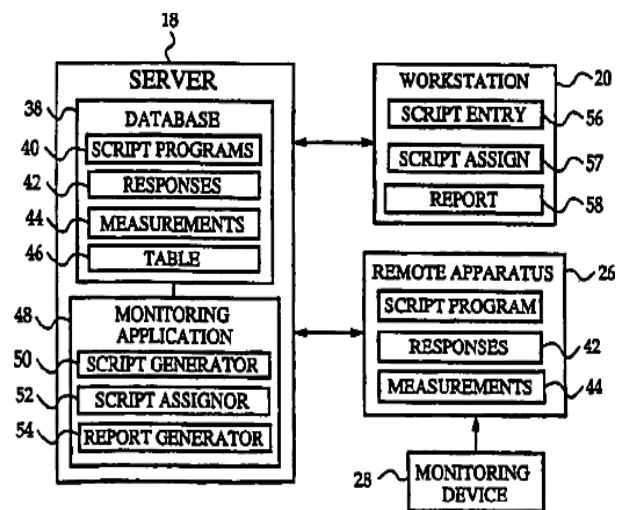 18
SERVER
38
DATABASE
40
SCRIPT PROGRAMS
42
RESPONSES
44
MEASUREMENTS
46
TABLE
48
MONITORING
APPLICATION
50
SCRIPT GENERATOR
52
SCRIPT ASSIGNOR
54
REPORT GENERATOR
WORKSTATION
20
SCRIPT ENTRY
56
SCRIPT ASSIGN
57
REPORT
58
REMOTE APPARATUS
26
SCRIPT PROGRAM
RESPONSES
42
MEASUREMENTS
44
28
MONITORING
DEVICE